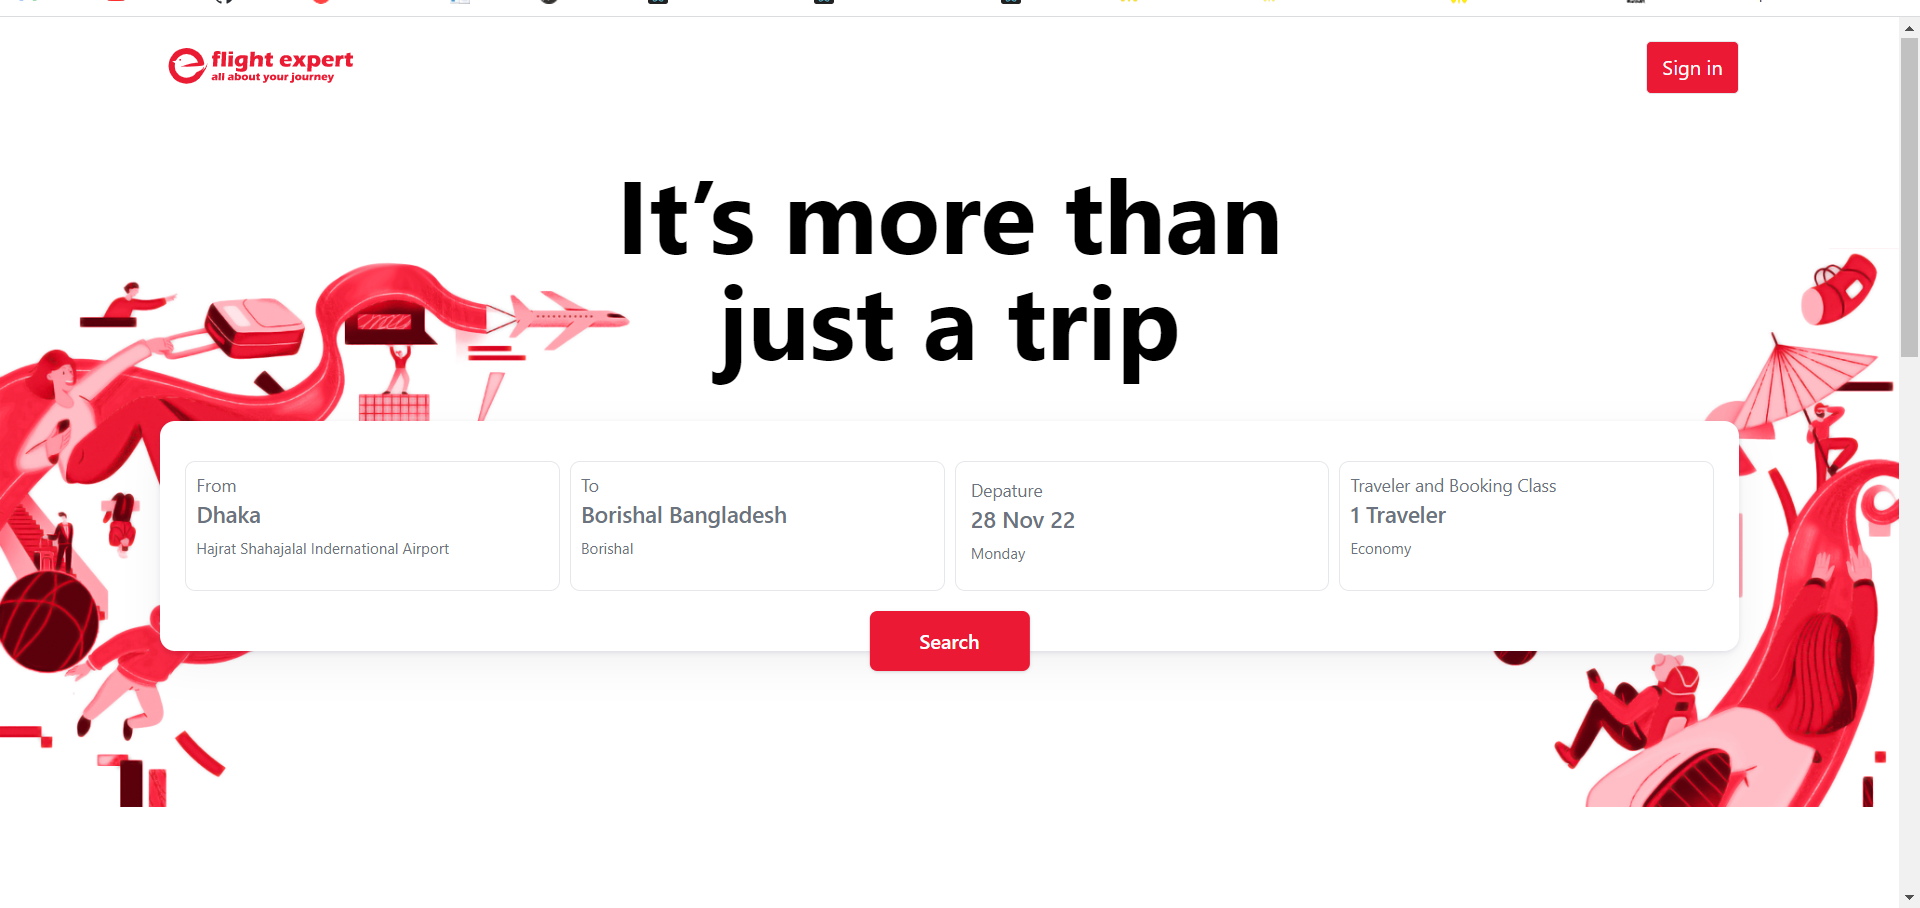 flight expert
all about your journey
Sign in
It’s more than
just a trip
From
Dhaka
Hajrat Shahajalal Indernational Airport
To
Borishal Bangladesh
Borishal
Depature
28 Nov 22
Monday
Traveler and Booking Class
1 Traveler
Economy
Search